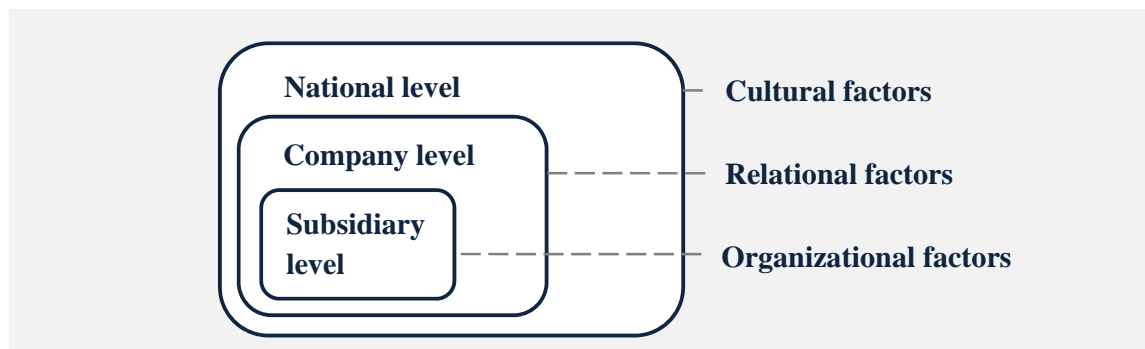 National level
Cultural factors
Company level
Relational factors
Subsidiary
level
Organizational factors